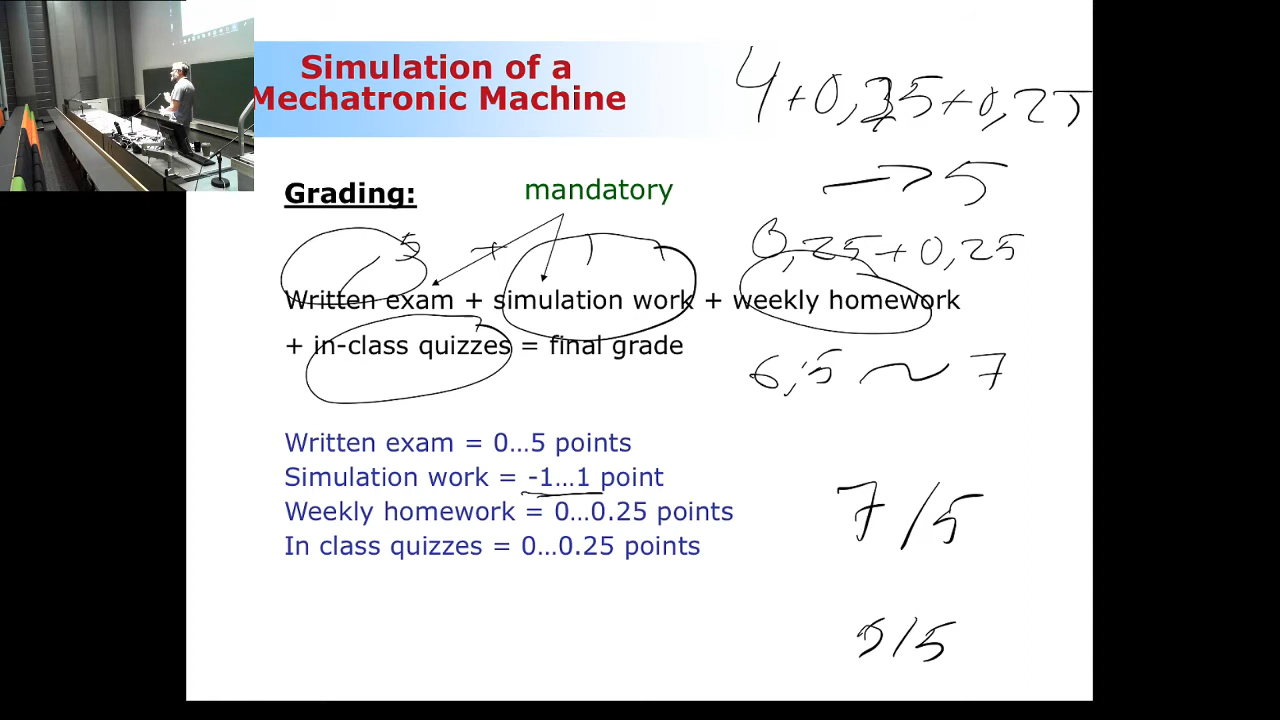 Simulation of a
Mechatronic Machine
4+0,25+0,25
→5
Grading:
mandatory
5 + 1 +
0,25+0,25
Written exam + simulation work + weekly homework
+ in-class quizzes = final grade
6,5 ~ 7
Written exam = 0...5 points
Simulation work = -1...1 point
Weekly homework = 0...0.25 points
In class quizzes = 0...0.25 points
7/5
5/5